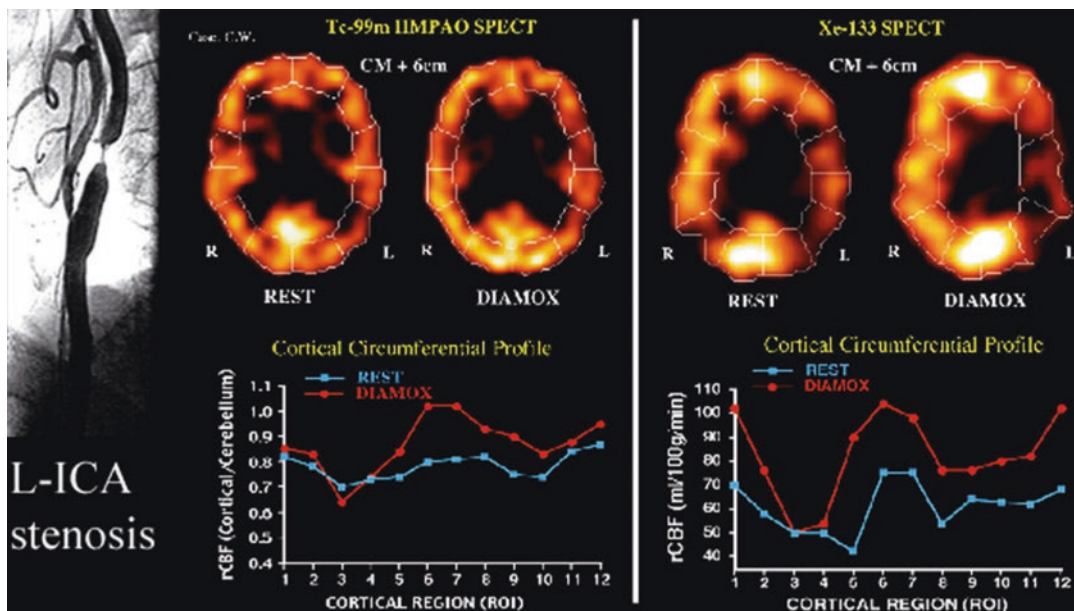 Case. C.W.
Tc-99m HMPAO SPECT
CM + 6cm
R
L
REST
DIAMOX
Cortical Circumferential Profile
REST
DIAMOX
rCBF (Cortical/Cerebellum)
1.1
1.0
0.9
0.8
0.7
0.6
0.5
0.4
1 2 3 4 5 6 7 8 9 10 11 12
CORTICAL REGION (ROI)
L-ICA
stenosis
Xe-133 SPECT
CM + 6cm
R
L
REST
DIAMOX
L
Cortical Circumferential Profile
REST
DIAMOX
rCBF (ml/100g/min)
110
100
90
80
70
60
50
40
1 2 3 4 5 6 7 8 9 10 11 12
CORTICAL REGION (ROI)